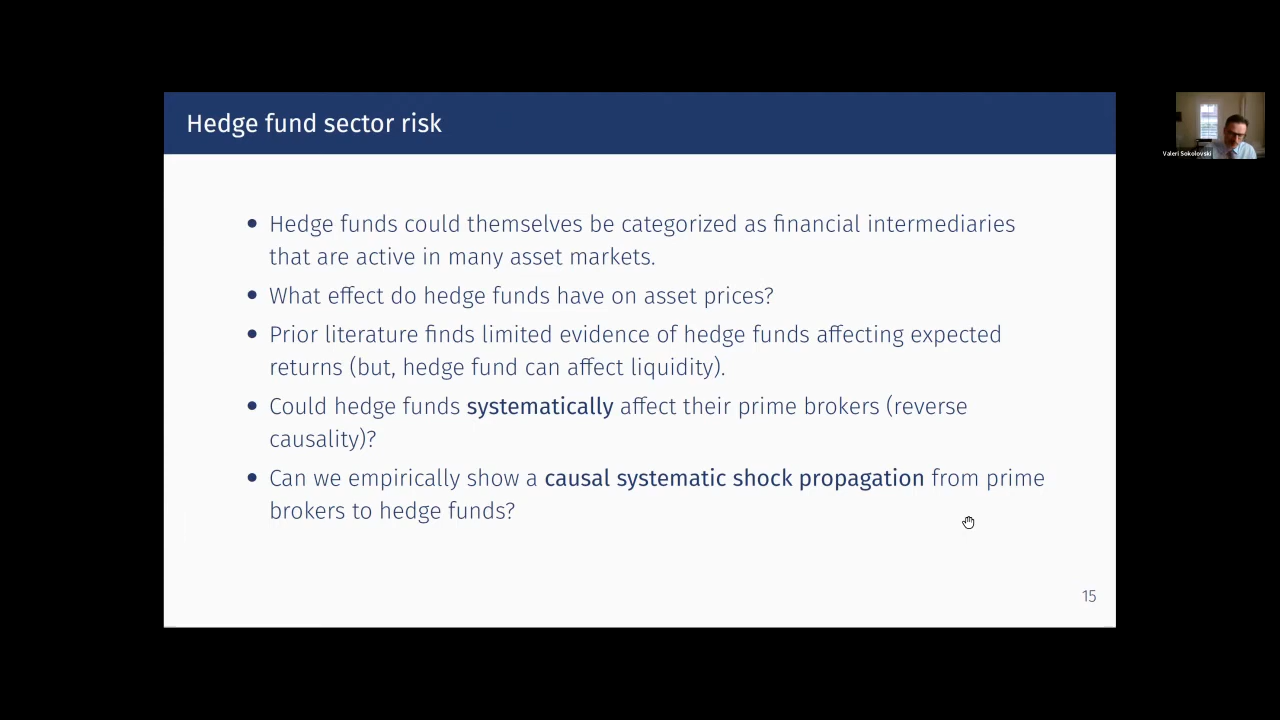 Hedge fund sector risk
• Hedge funds could themselves be categorized as financial intermediaries
that are active in many asset markets.
• What effect do hedge funds have on asset prices?
• Prior literature finds limited evidence of hedge funds affecting expected
returns (but, hedge fund can affect liquidity).
• Could hedge funds systematically affect their prime brokers (reverse
causality)?
• Can we empirically show a causal systematic shock propagation from prime
brokers to hedge funds?
15
Valeri Sokolovski